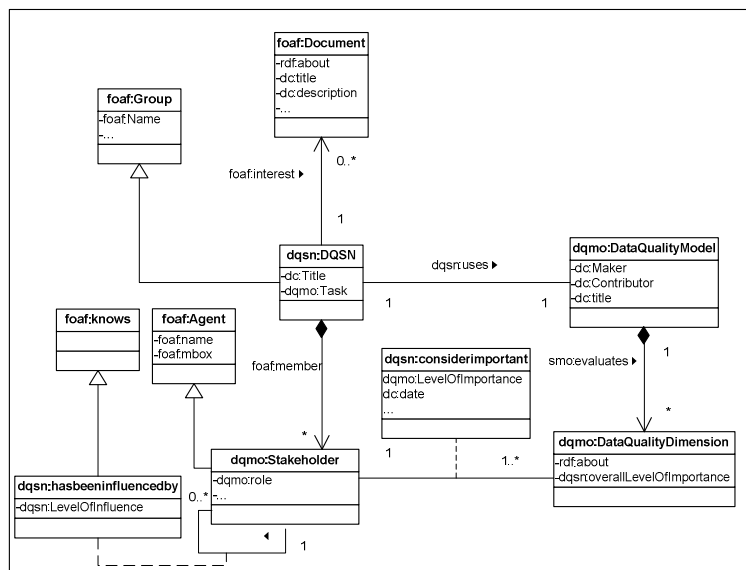 foaf:Document
-rdf:about
-dc:title
-dc:description
-...
foaf:Group
-foaf:Name
-...
0..*
foaf:interest
1
dqsn:DQSN
-dc:Title
-dqmo:Task
dqsn:uses
1
1
dqmo:DataQualityModel
-dc:Maker
-dc:Contributor
-dc:title
foaf:knows
foaf:Agent
-foaf:name
-foaf:mbox
foaf:member
*
dqsn:considerimportant
dqmo:LevelOfImportance
dc:date
...
smo:evaluates
1
*
dqmo:Stakeholder
-dqmo:role
-...
1
1..*
dqmo:DataQualityDimension
-rdf:about
-dqsn:overallLevelOfImportance
dqsn:hasbeeninfluencedby
-dqsn:LevelOfInfluence
0..*
1